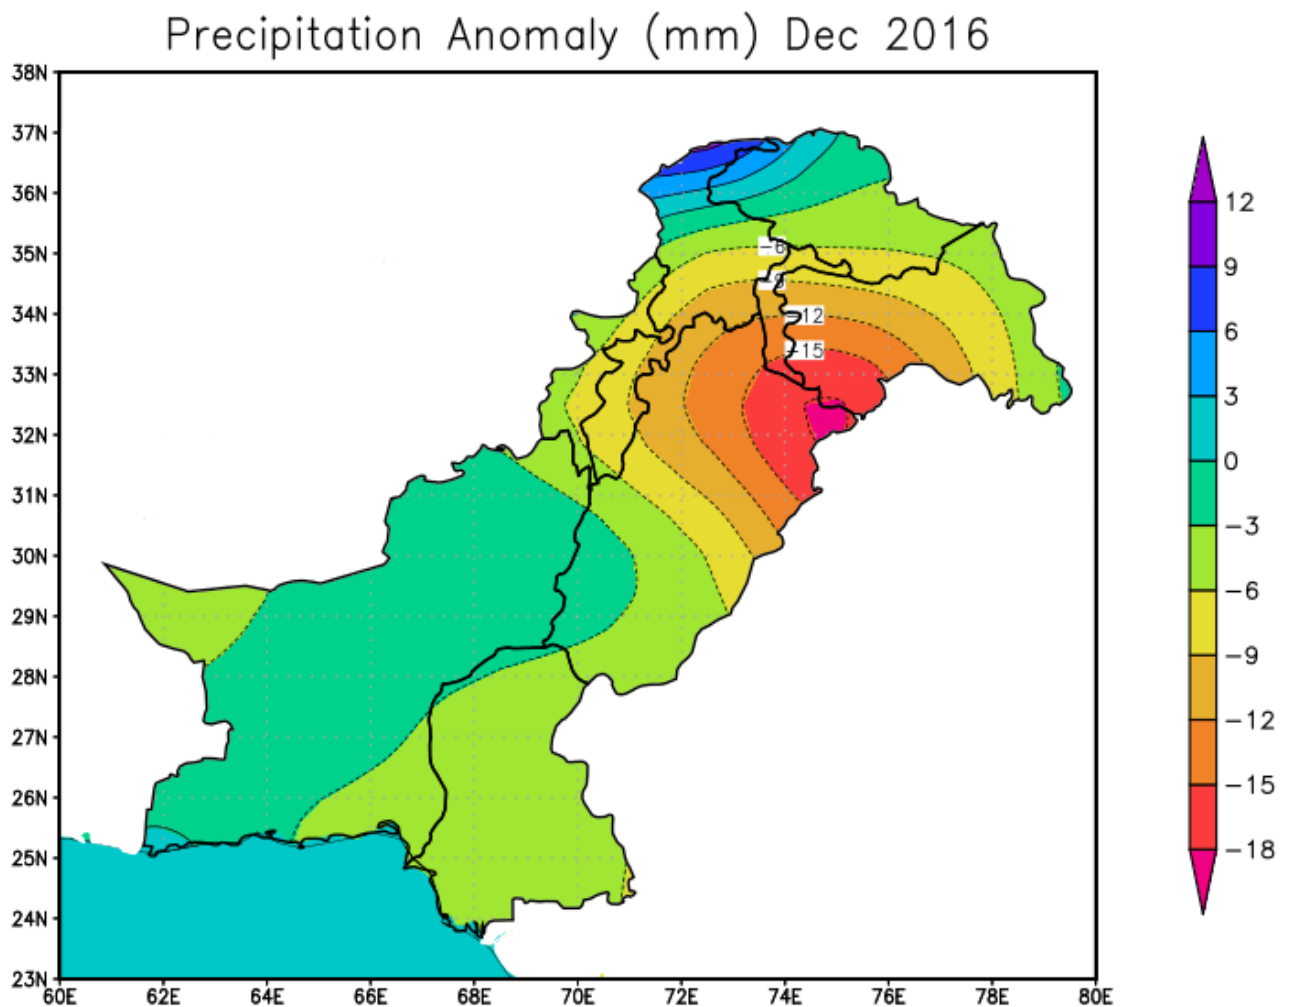 Precipitation Anomaly (mm) Dec 2016
38N
37N
36N
35N
34N
33N
32N
31N
30N
29N
28N
27N
26N
25N
24N
23N
60E 62E 64E 66E 68E 70E 72E 74E 76E 78E 80E
-6
-9
-12
-15
12
9
6
3
0
-3
-6
-9
-12
-15
-18